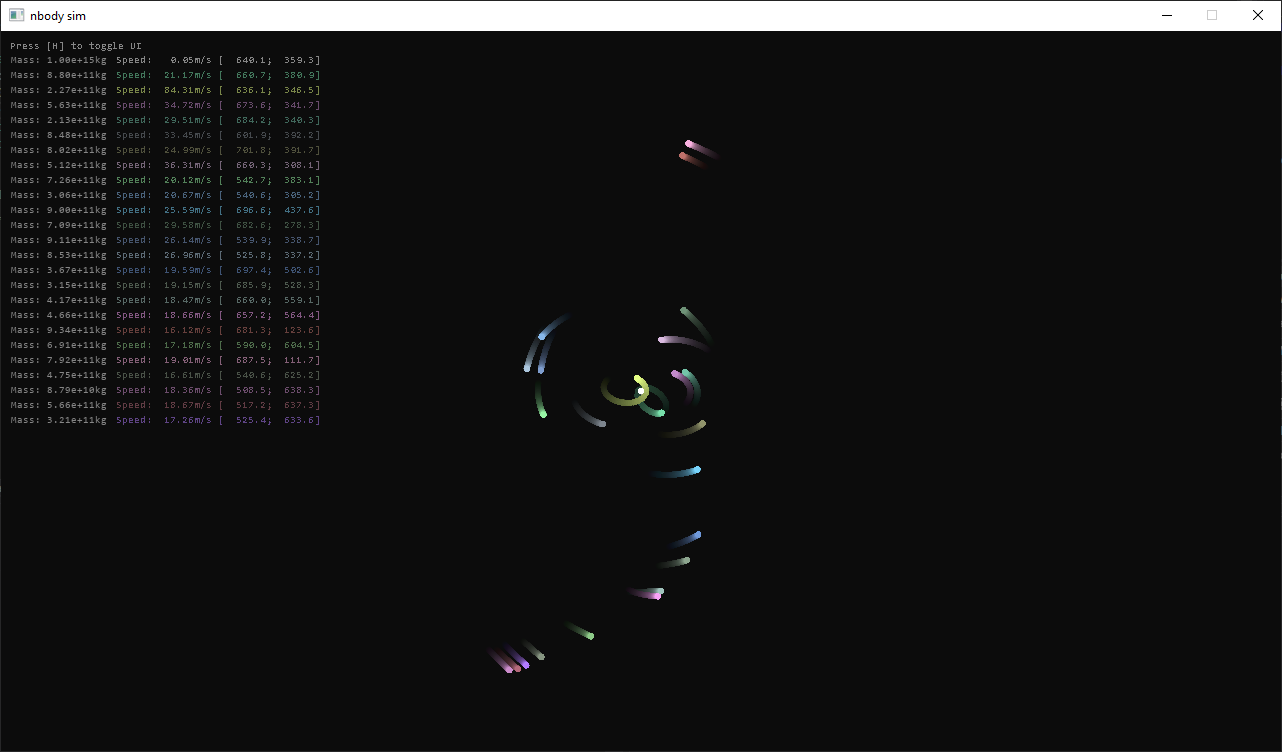 nbody sim
Press [H] to toggle UI
Mass: 1.00e+15kg Speed: 0.05m/s [ 640.1; 359.3]
Mass: 8.80e+11kg Speed: 21.17m/s [ 660.7; 380.9]
Mass: 2.27e+11kg Speed: 84.31m/s [ 636.1; 346.5]
Mass: 5.63e+11kg Speed: 34.72m/s [ 673.6; 341.7]
Mass: 2.13e+11kg Speed: 29.51m/s [ 684.2; 340.3]
Mass: 8.48e+11kg Speed: 33.45m/s [ 601.9; 392.2]
Mass: 8.02e+11kg Speed: 24.99m/s [ 701.8; 391.7]
Mass: 5.12e+11kg Speed: 36.31m/s [ 660.3; 308.1]
Mass: 7.26e+11kg Speed: 20.12m/s [ 542.7; 383.1]
Mass: 3.06e+11kg Speed: 20.67m/s [ 540.6; 305.2]
Mass: 9.00e+11kg Speed: 25.59m/s [ 696.6; 437.6]
Mass: 7.09e+11kg Speed: 29.58m/s [ 682.6; 278.3]
Mass: 9.11e+11kg Speed: 26.14m/s [ 539.9; 338.7]
Mass: 8.53e+11kg Speed: 26.96m/s [ 525.8; 337.2]
Mass: 3.67e+11kg Speed: 19.59m/s [ 697.4; 502.6]
Mass: 3.15e+11kg Speed: 19.15m/s [ 685.9; 528.3]
Mass: 4.17e+11kg Speed: 18.47m/s [ 660.0; 559.1]
Mass: 4.66e+11kg Speed: 18.66m/s [ 657.2; 564.4]
Mass: 9.34e+11kg Speed: 16.12m/s [ 681.3; 123.6]
Mass: 6.91e+11kg Speed: 17.18m/s [ 590.0; 604.5]
Mass: 7.92e+11kg Speed: 19.01m/s [ 687.5; 111.7]
Mass: 4.75e+11kg Speed: 16.61m/s [ 540.6; 625.2]
Mass: 8.79e+10kg Speed: 18.36m/s [ 508.5; 638.3]
Mass: 5.66e+11kg Speed: 18.67m/s [ 517.2; 637.3]
Mass: 3.21e+11kg Speed: 17.26m/s [ 525.4; 633.6]